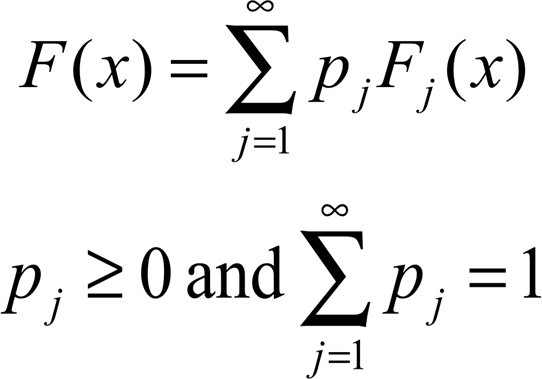 F(x) = ∑_{j=1}^{∞} p_j F_j(x)
p_j ≥ 0 and ∑_{j=1}^{∞} p_j = 1